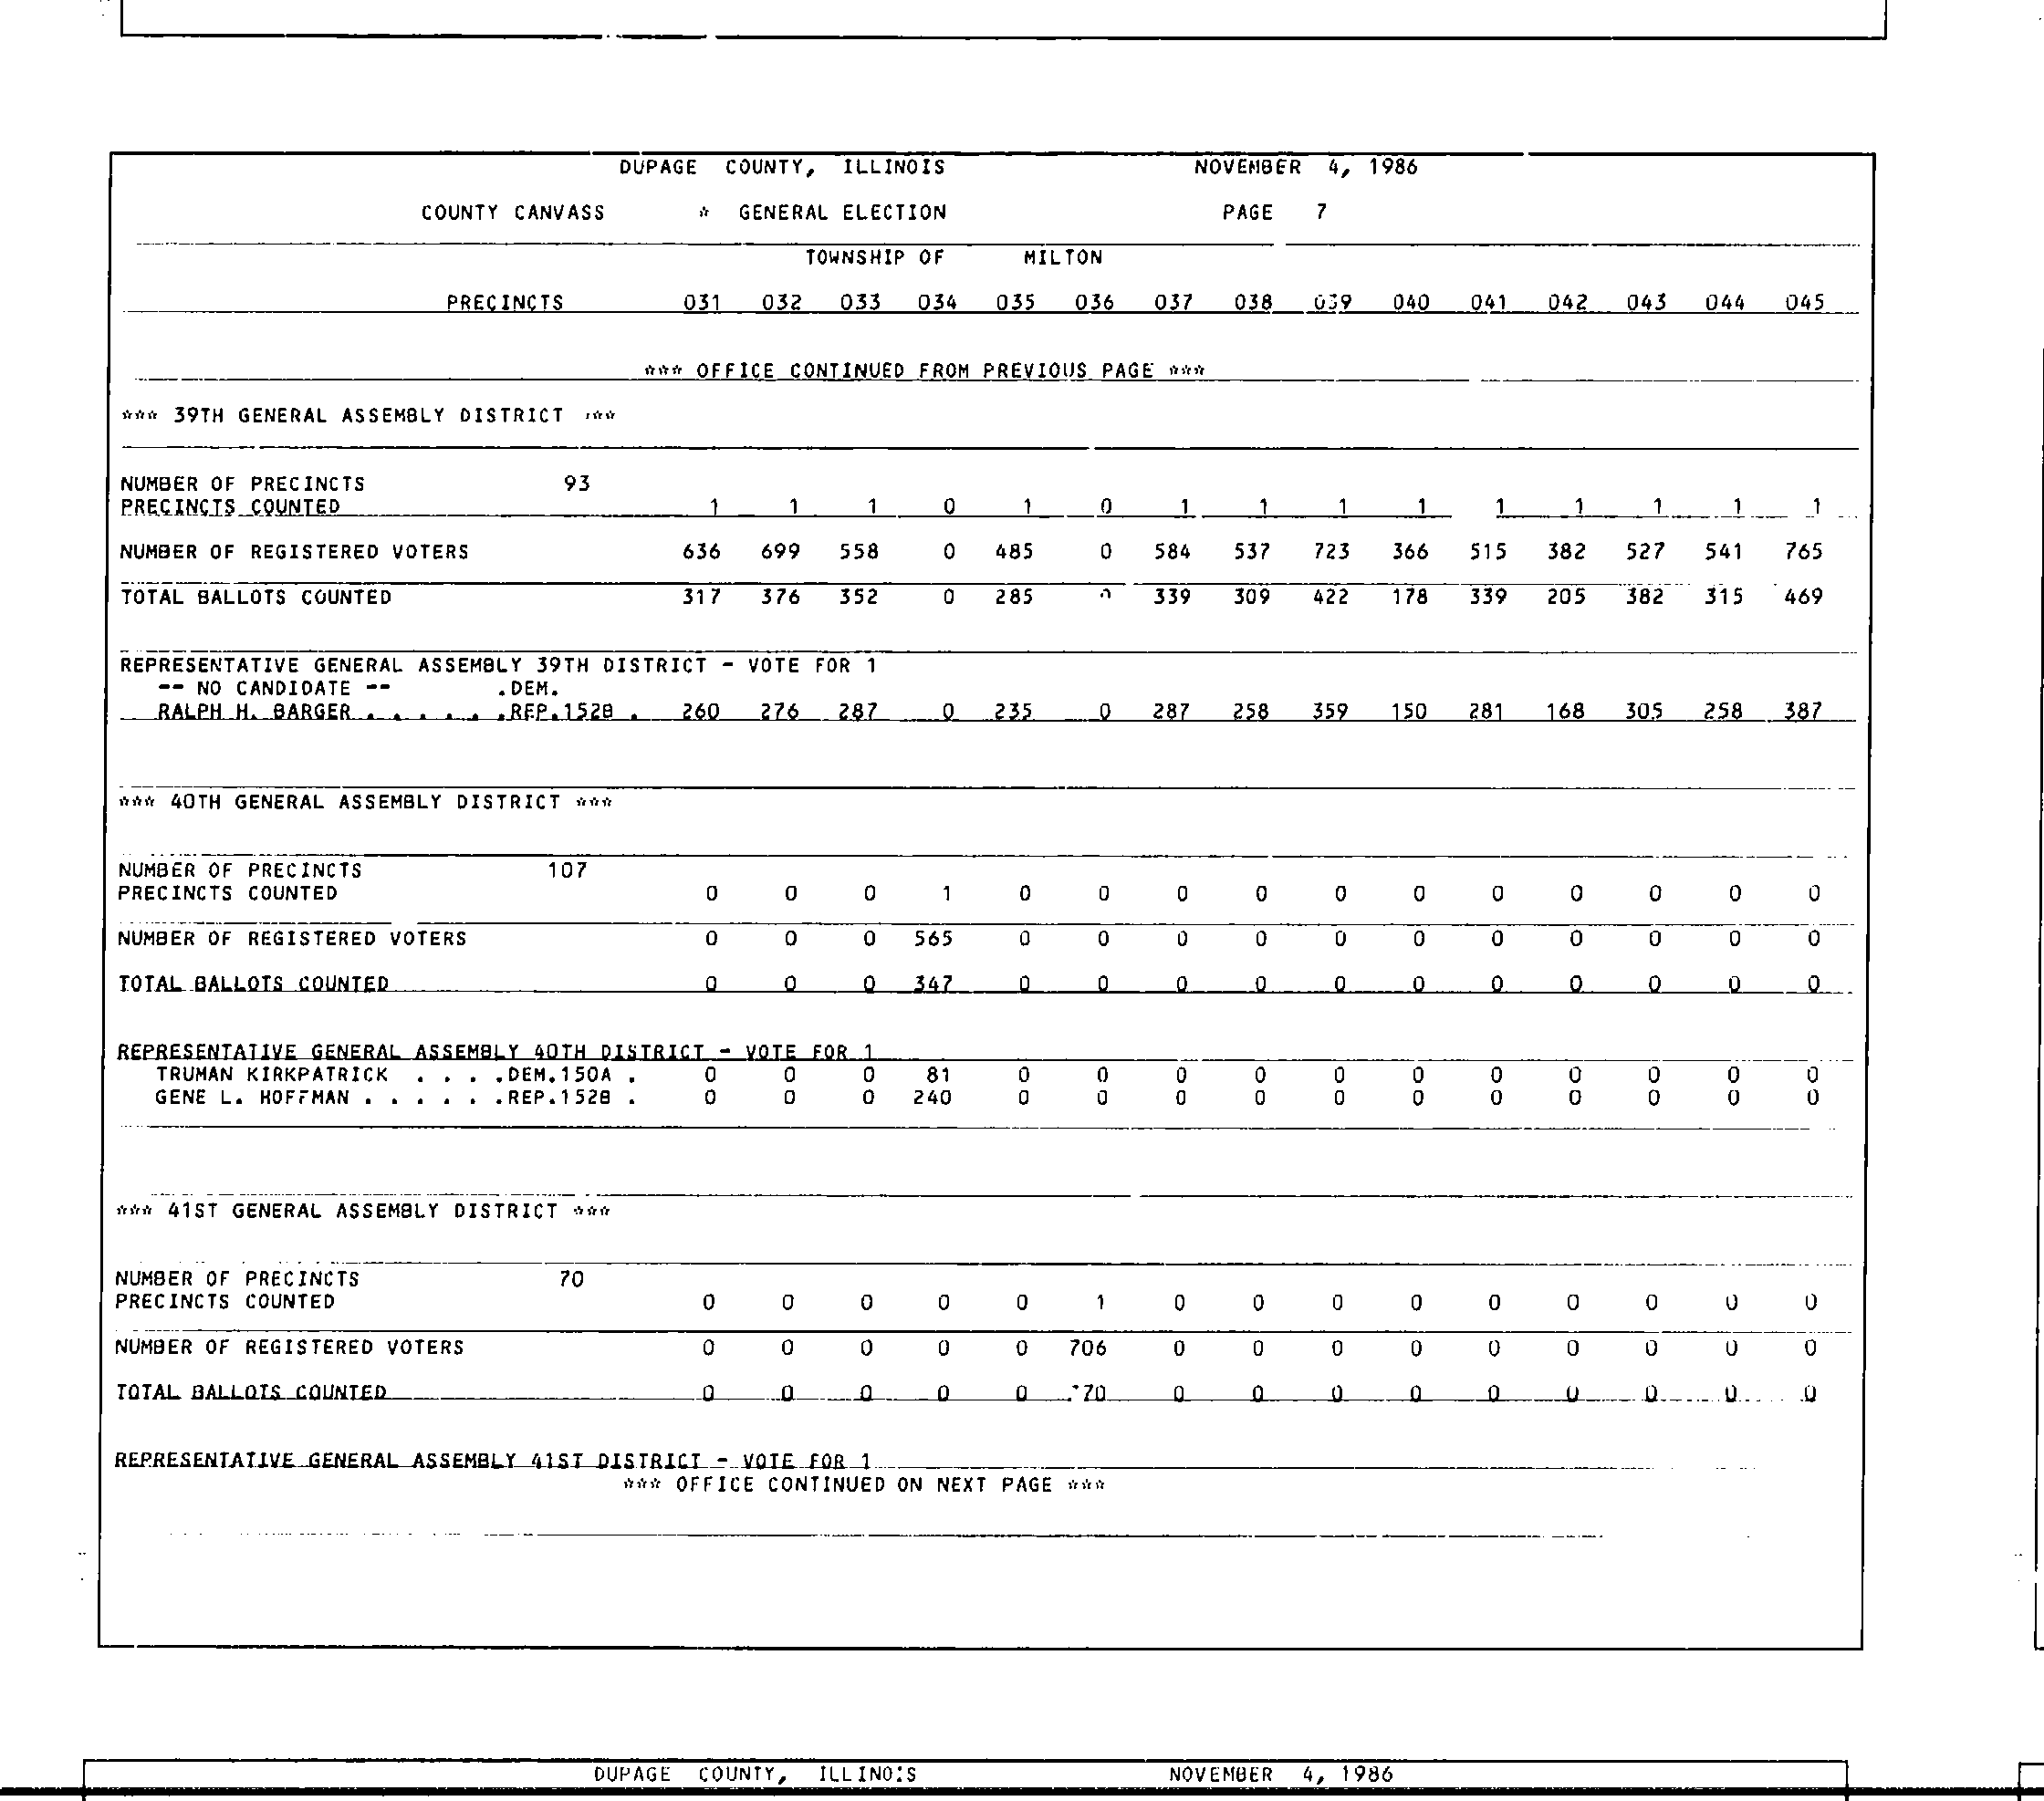 DUPAGE COUNTY, ILLINOIS NOVEMBER 4, 1986
COUNTY CANVASS * GENERAL ELECTION PAGE 7
TOWNSHIP OF MILTON
PRECINCTS 031 032 033 034 035 036 037 038 039 040 041 042 043 044 045
*** OFFICE CONTINUED FROM PREVIOUS PAGE ***
*** 39TH GENERAL ASSEMBLY DISTRICT ***
NUMBER OF PRECINCTS 93
PRECINCTS COUNTED 1 1 1 0 1 0 1 1 1 1 1 1 1 1 1
NUMBER OF REGISTERED VOTERS 636 699 558 0 485 0 584 537 723 366 515 382 527 541 765
TOTAL BALLOTS COUNTED 317 376 352 0 285 0 339 309 422 178 339 205 382 315 469
REPRESENTATIVE GENERAL ASSEMBLY 39TH DISTRICT - VOTE FOR 1
-- NO CANDIDATE -- .DEM.
RALPH H. BARGER . . . . . .REP.152B . 260 276 287 0 235 0 287 258 359 150 281 168 305 258 387
*** 40TH GENERAL ASSEMBLY DISTRICT ***
NUMBER OF PRECINCTS 107
PRECINCTS COUNTED 0 0 0 1 0 0 0 0 0 0 0 0 0 0 0
NUMBER OF REGISTERED VOTERS 0 0 0 565 0 0 0 0 0 0 0 0 0 0 0
TOTAL BALLOTS COUNTED 0 0 0 347 0 0 0 0 0 0 0 0 0 0 0
REPRESENTATIVE GENERAL ASSEMBLY 40TH DISTRICT - VOTE FOR 1
TRUMAN KIRKPATRICK . . . .DEM.150A . 0 0 0 81 0 0 0 0 0 0 0 0 0 0 0
GENE L. HOFFMAN . . . . . .REP.152B . 0 0 0 240 0 0 0 0 0 0 0 0 0 0 0
*** 41ST GENERAL ASSEMBLY DISTRICT ***
NUMBER OF PRECINCTS 70
PRECINCTS COUNTED 0 0 0 0 0 1 0 0 0 0 0 0 0 0 0
NUMBER OF REGISTERED VOTERS 0 0 0 0 0 706 0 0 0 0 0 0 0 0 0
TOTAL BALLOTS COUNTED 0 0 0 0 0 0 0 0 0 0 0 0 0 0
REPRESENTATIVE GENERAL ASSEMBLY 41ST DISTRICT - VOTE FOR 1
*** OFFICE CONTINUED ON NEXT PAGE ***
DUPAGE COUNTY, ILLINOIS NOVEMBER 4, 1986